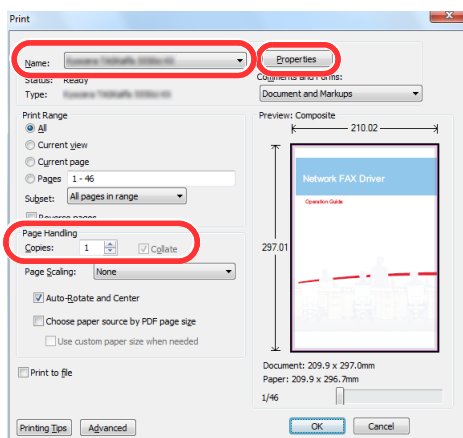 Print
Name:
Properties
Status: Ready
Comments and Forms:
Type:
Document and Markups
Print Range
Preview: Composite
All
210.02
Current view
Current page
Pages 1 - 46
Network FAX Driver
Subset: All pages in range
Operation Guide
Reverse pages
Page Handling
Copies: 1 Collate
297.01
Page Scaling: None
Auto-Rotate and Center
Choose paper source by PDF page size
Use custom paper size when needed
Document: 209.9 x 297.0mm
Print to file
Paper: 209.9 x 296.7mm
1/46
Printing Tips Advanced OK Cancel